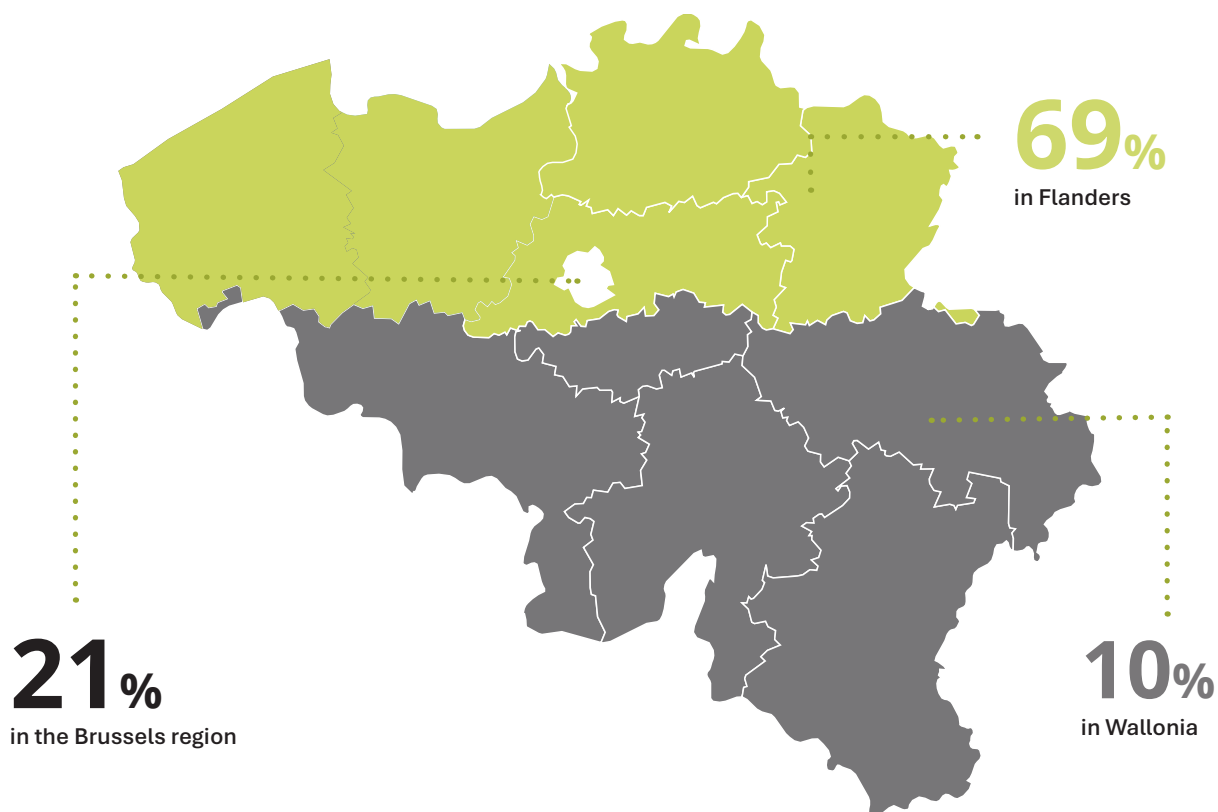 69%
in Flanders
21%
in the Brussels region
10%
in Wallonia